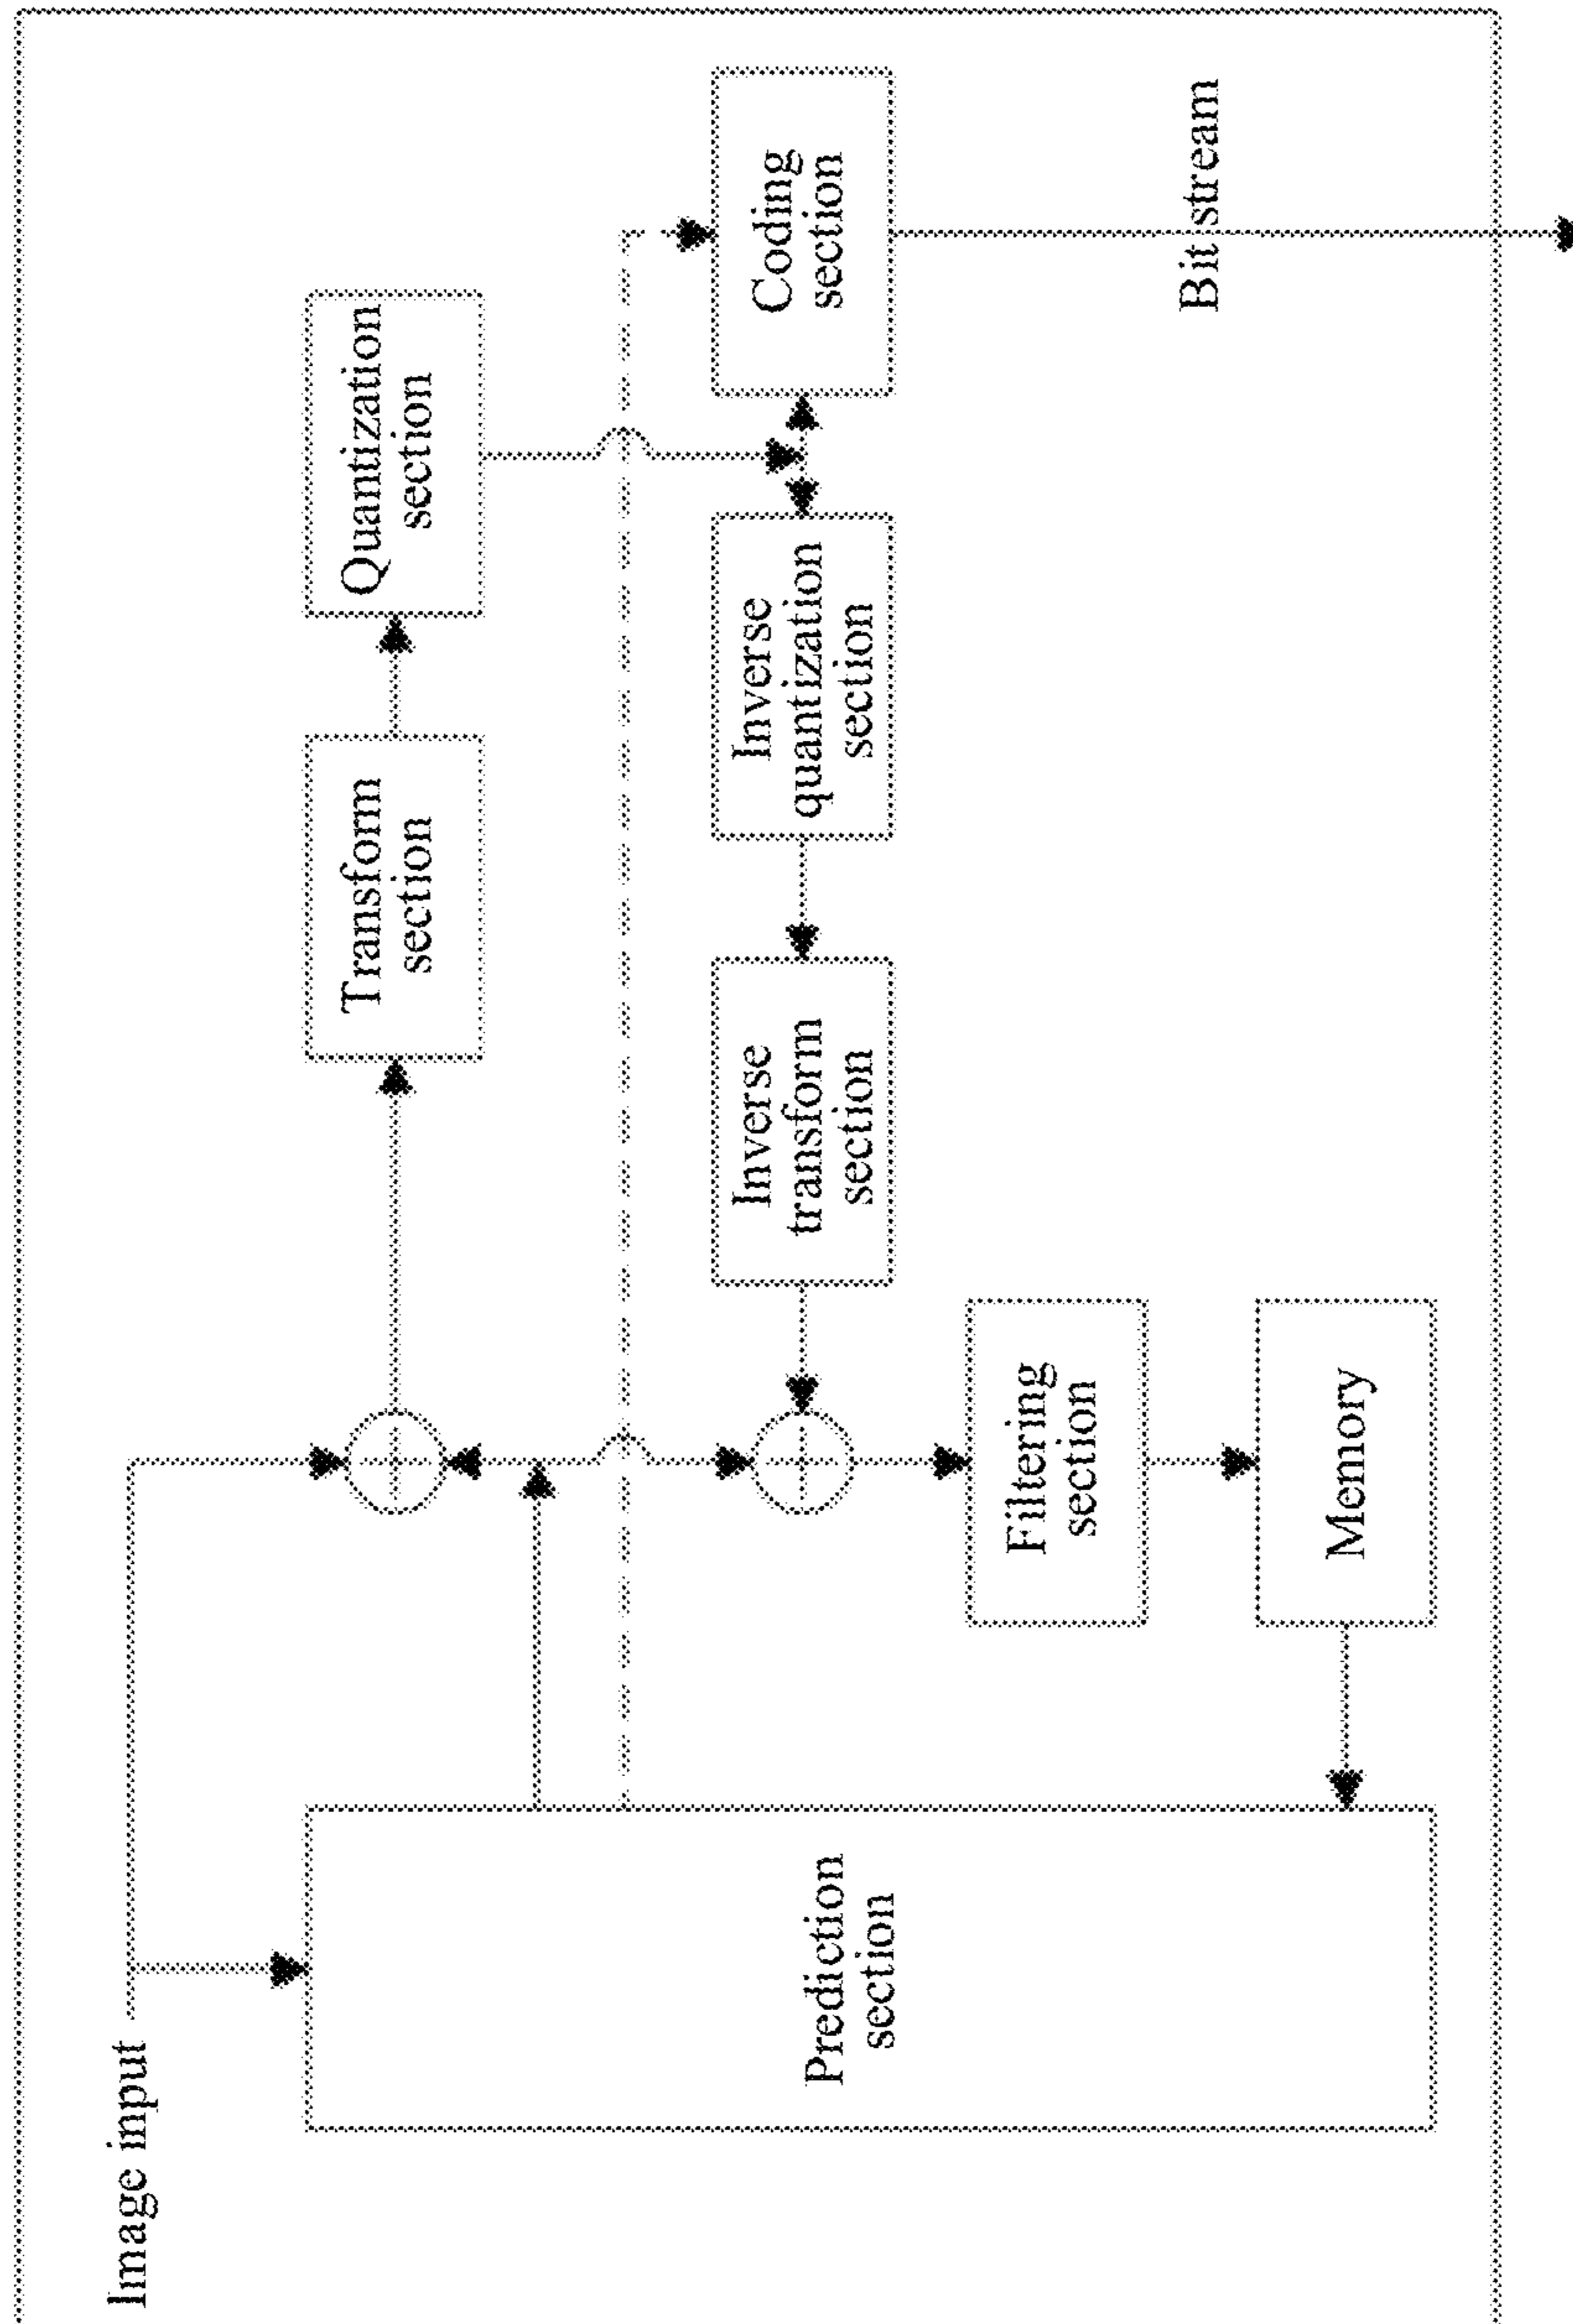 Image input
Prediction
section
Transform
section
Quantization
section
Inverse
transform
section
Inverse
quantization
section
Coding
section
Filtering
section
Memory
Bit stream